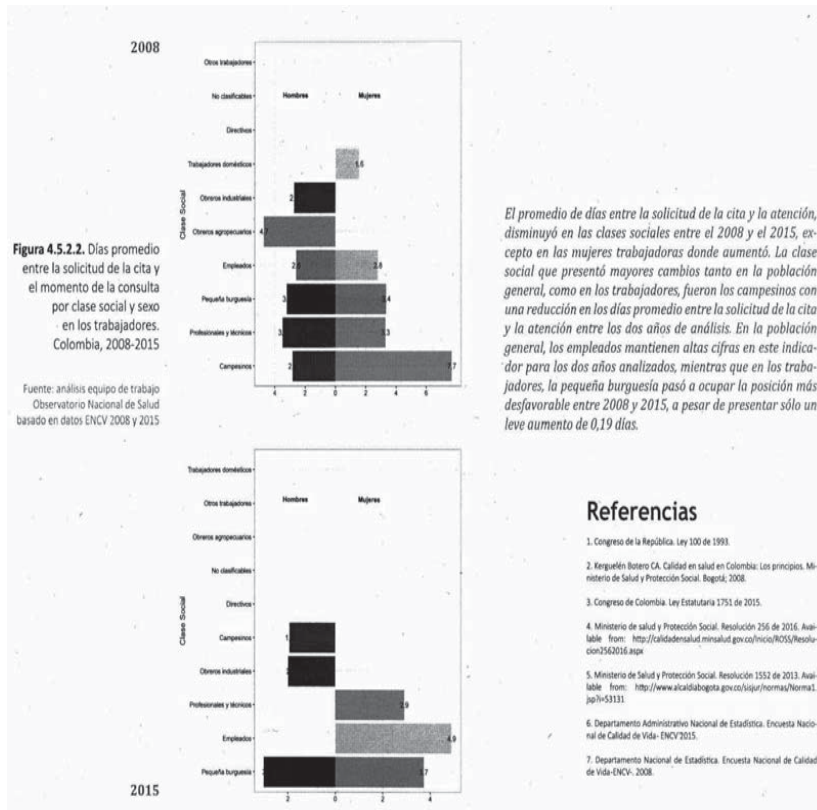 2008
Otros trabajadores
No clasificables
Hombres
Mujeres
Directivos
Trabajadores domésticos
Obreros industriales
Obreros agropecuarios
Empleados
Pequeña burguesía
Profesionales y técnicos
Campesinos
Clase Social
2,8
7,7
4
2
0
2
4
6
Figura 4.5.2.2. Días promedio
entre la solicitud de la cita y
el momento de la consulta
por clase social y sexo
en los trabajadores.
Colombia, 2008-2015
Fuente: análisis equipo de trabajo
Observatorio Nacional de Salud
basado en datos ENCV 2008 y 2015
El promedio de días entre la solicitud de la cita y la atención,
disminuyó en las clases sociales entre el 2008 y el 2015, ex-
cepto en las mujeres trabajadoras donde aumentó. La clase
social que presentó mayores cambios tanto en la población
general, como en los trabajadores, fueron los campesinos con
una reducción en los días promedio entre la solicitud de la cita
y la atención entre los dos años de análisis. En la población
general, los empleados mantienen altas cifras en este indica-
dor para los dos años analizados, mientras que en los traba-
jadores, la pequeña burguesía pasó a ocupar la posición más
desfavorable entre 2008 y 2015, a pesar de presentar sólo un
leve aumento de 0,19 días.
Trabajadores domésticos
Otros trabajadores
Hombres
Mujeres
Obreros agropecuarios
No clasificables
Directivos
Campesinos
Obreros industriales
Profesionales y técnicos
2,9
Empleados
4,9
Pequeña burguesía
3,7
Clase Social
2
0
2
4
2015
Referencias
1. Congreso de la República. Ley 100 de 1993.
2. Kerguelén Botero CA. Calidad en salud en Colombia: Los principios. Mi-
nisterio de Salud y Protección Social. Bogotá; 2008.
3. Congreso de Colombia. Ley Estatutaria 1751 de 2015.
4. Ministerio de salud y Protección Social. Resolución 256 de 2016. Avai-
lable from: http://calidadensalud.minsalud.gov.co/Inicio/ROSS/Resolu-
cion2562016.aspx
5. Ministerio de Salud y Protección Social. Resolución 1552 de 2013. Avai-
lable from: http://www.alcaldiabogota.gov.co/sisjur/normas/Norma1.
jsp?i=53131
6. Departamento Administrativo Nacional de Estadística. Encuesta Nacio-
nal de Calidad de Vida- ENCV 2015.
7. Departamento Nacional de Estadística. Encuesta Nacional de Calidad
de Vida-ENCV-. 2008.